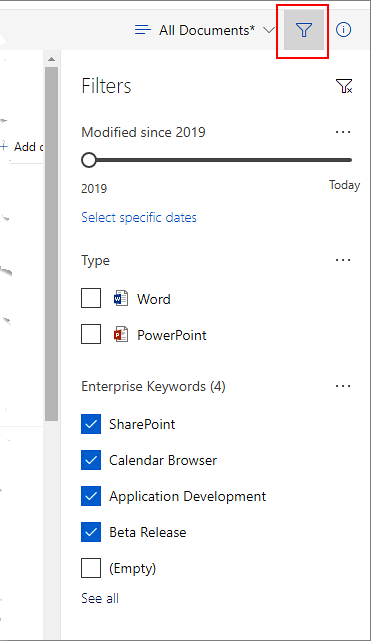 All Documents*
Filters
Add
Modified since 2019
2019
Today
Select specific dates
Type
Word
PowerPoint
Enterprise Keywords (4)
SharePoint
Calendar Browser
Application Development
Beta Release
(Empty)
See all